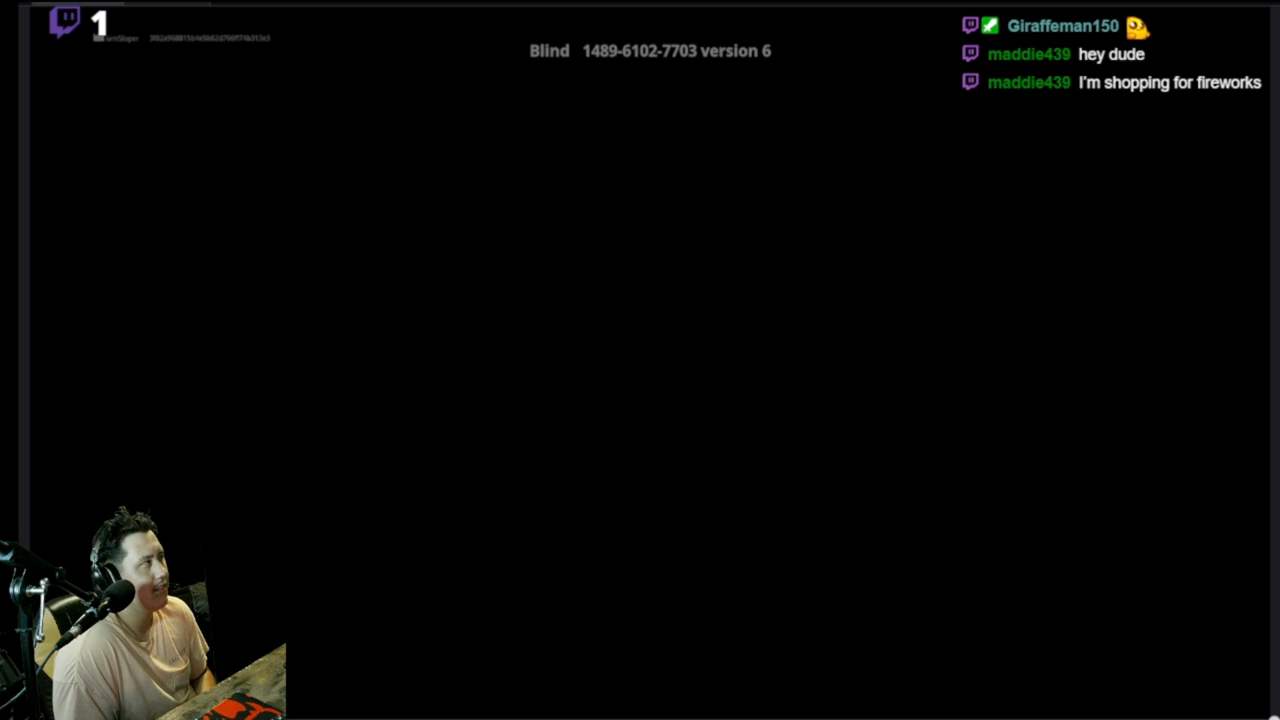 1
Blind 1489-6102-7703 version 6
Giraffeman150
maddie439 hey dude
maddie439 I'm shopping for fireworks